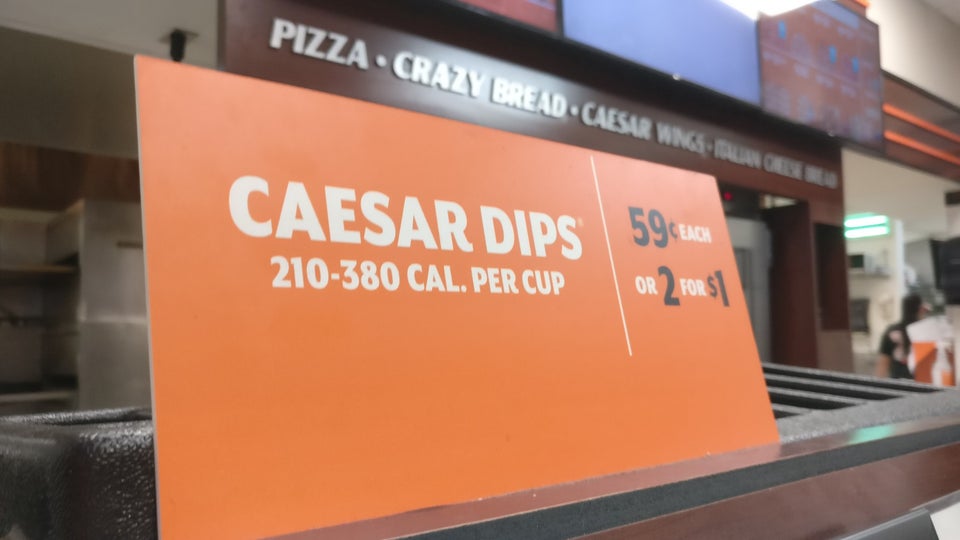 PIZZA • CRAZY BREAD • CAESAR WINGS • ITALIAN CHEESE BREAD
CAESAR DIPS®
210-380 CAL. PER CUP
59¢ EACH
OR 2 FOR $1